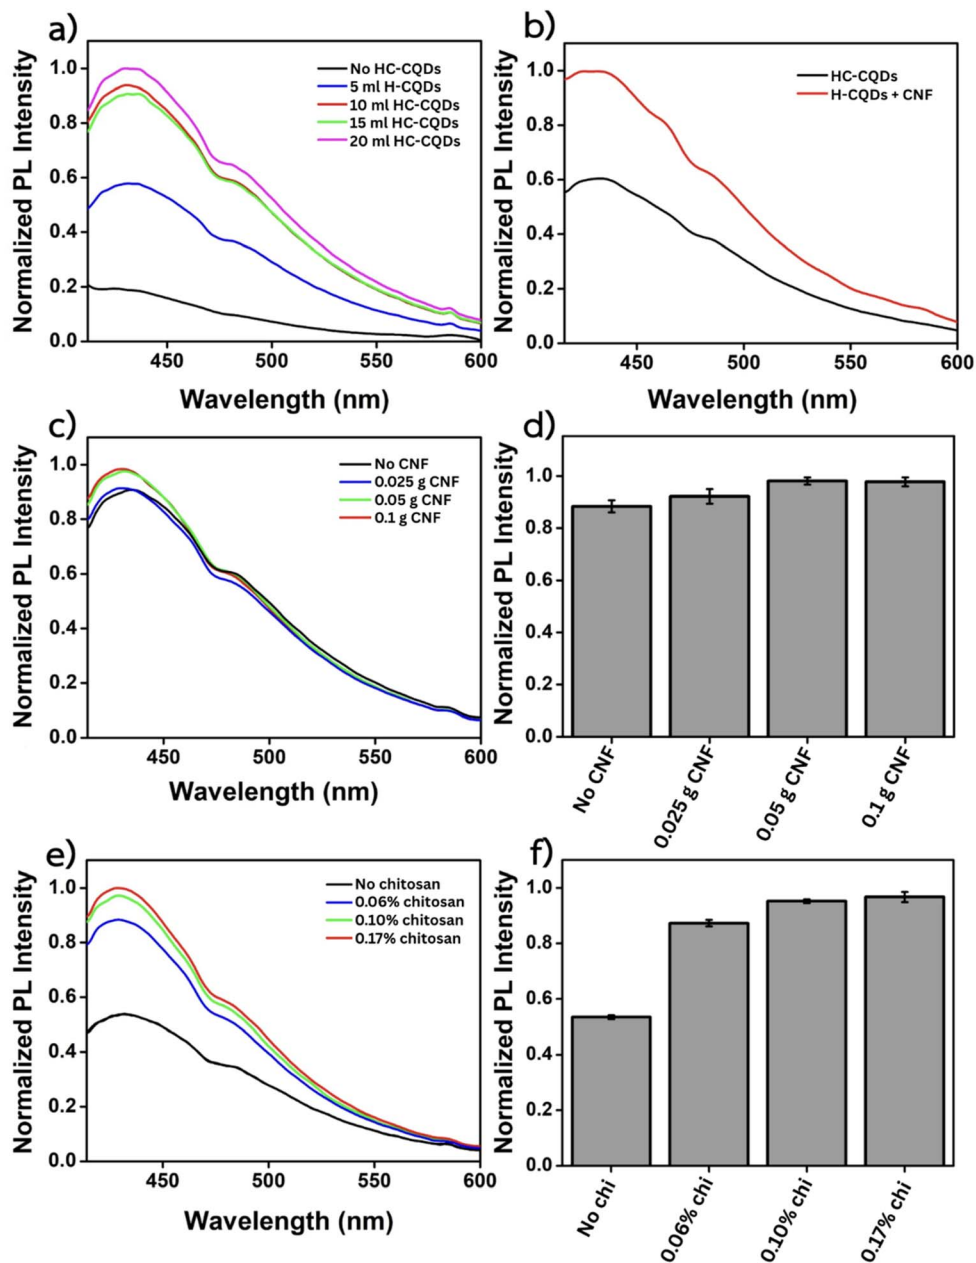 a)
Normalized PL Intensity
1.0
0.8
0.6
0.4
0.2
0.0
450
500
550
600
Wavelength (nm)
No HC-CQDs
5 ml H-CQDs
10 ml HC-CQDs
15 ml HC-CQDs
20 ml HC-CQDs
b)
Normalized PL Intensity
1.0
0.8
0.6
0.4
0.2
0.0
450
500
550
600
Wavelength (nm)
HC-CQDs
H-CQDs + CNF
c)
Normalized PL Intensity
1.0
0.8
0.6
0.4
0.2
0.0
450
500
550
600
Wavelength (nm)
No CNF
0.025 g CNF
0.05 g CNF
0.1 g CNF
d)
Normalized PL Intensity
1.0
0.8
0.6
0.4
0.2
0.0
No CNF
0.025 g CNF
0.05 g CNF
0.1 g CNF
e)
Normalized PL Intensity
1.0
0.8
0.6
0.4
0.2
0.0
450
500
550
600
Wavelength (nm)
No chitosan
0.06% chitosan
0.10% chitosan
0.17% chitosan
f)
Normalized PL Intensity
1.0
0.8
0.6
0.4
0.2
0.0
No chi
0.06% chi
0.10% chi
0.17% chi